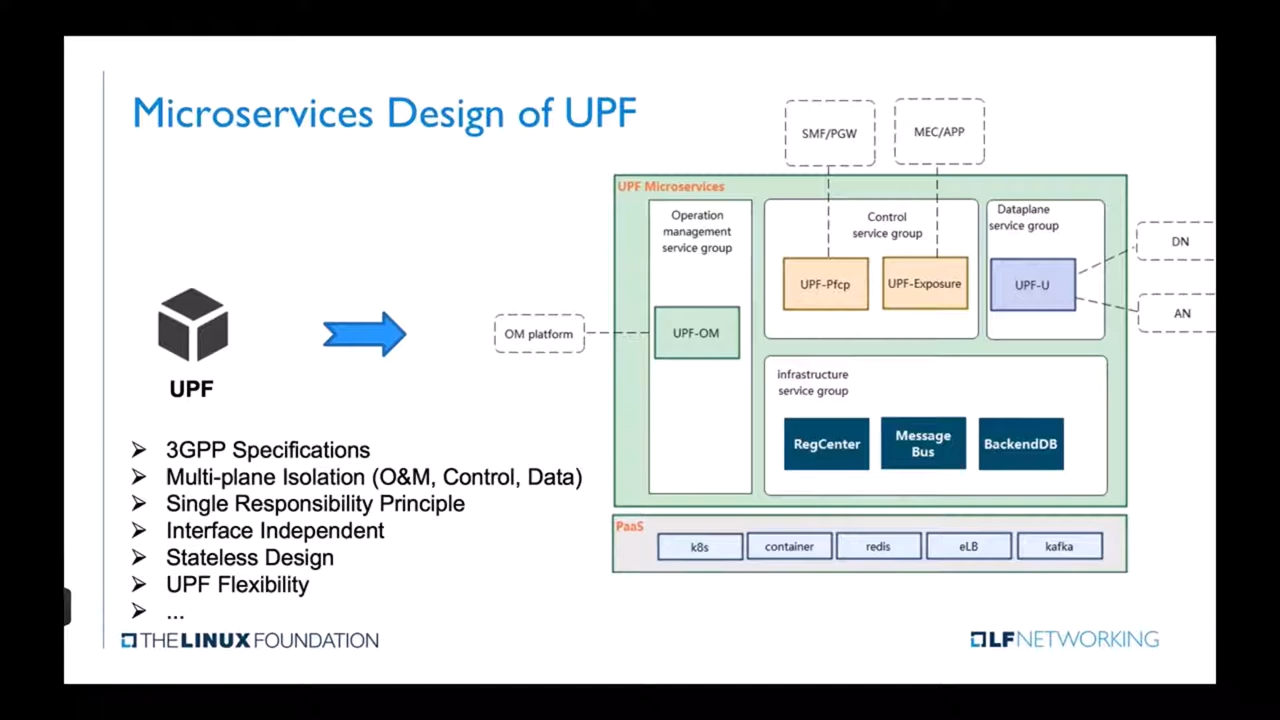 Microservices Design of UPF
SMF/PGW
MEC/APP
UPF Microservices
Operation
management
service group
Control
service group
Dataplane
service group
DN
UPF-Pfcp
UPF-Exposure
UPF-U
AN
OM platform
UPF-OM
UPF
infrastructure
service group
RegCenter
Message
Bus
BackendDB
3GPP Specifications
Multi-plane Isolation (O&M, Control, Data)
Single Responsibility Principle
Interface Independent
Stateless Design
UPF Flexibility
...
PaaS
k8s
container
redis
eLB
kafka
THE LINUX FOUNDATION
LFNETWORKING